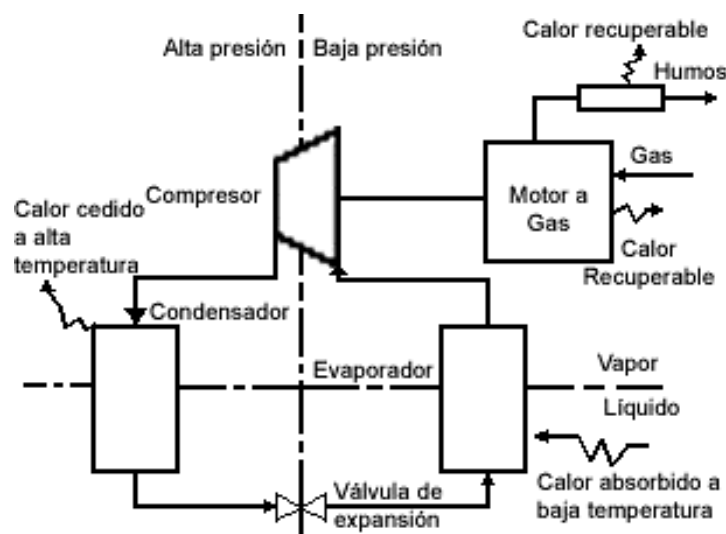 Calor recuperable
Alta presión
Baja presión
Humos
Gas
Compresor
Motor a
Gas
Calor cedido
a alta
temperatura
Calor
Recuperable
Condensador
Evaporador
Vapor
Líquido
Válvula de
expansión
Calor absorbido a
baja temperatura